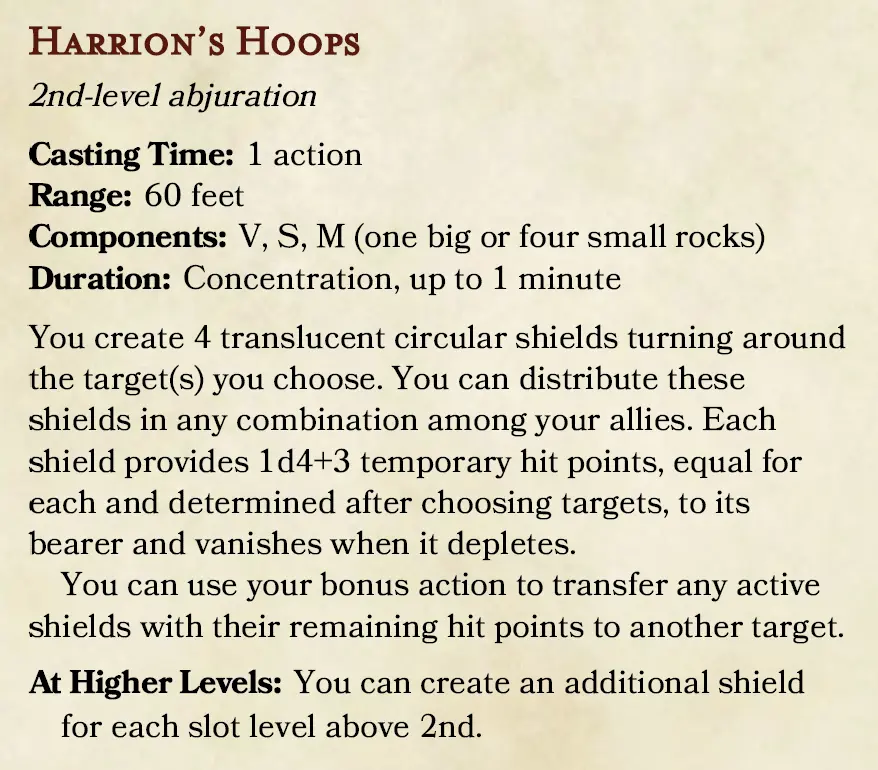 Harrion's Hoops
2nd-level abjuration
Casting Time: 1 action
Range: 60 feet
Components: V, S, M (one big or four small rocks)
Duration: Concentration, up to 1 minute
You create 4 translucent circular shields turning around
the target(s) you choose. You can distribute these
shields in any combination among your allies. Each
shield provides 1d4+3 temporary hit points, equal for
each and determined after choosing targets, to its
bearer and vanishes when it depletes.
You can use your bonus action to transfer any active
shields with their remaining hit points to another target.
At Higher Levels: You can create an additional shield
for each slot level above 2nd.